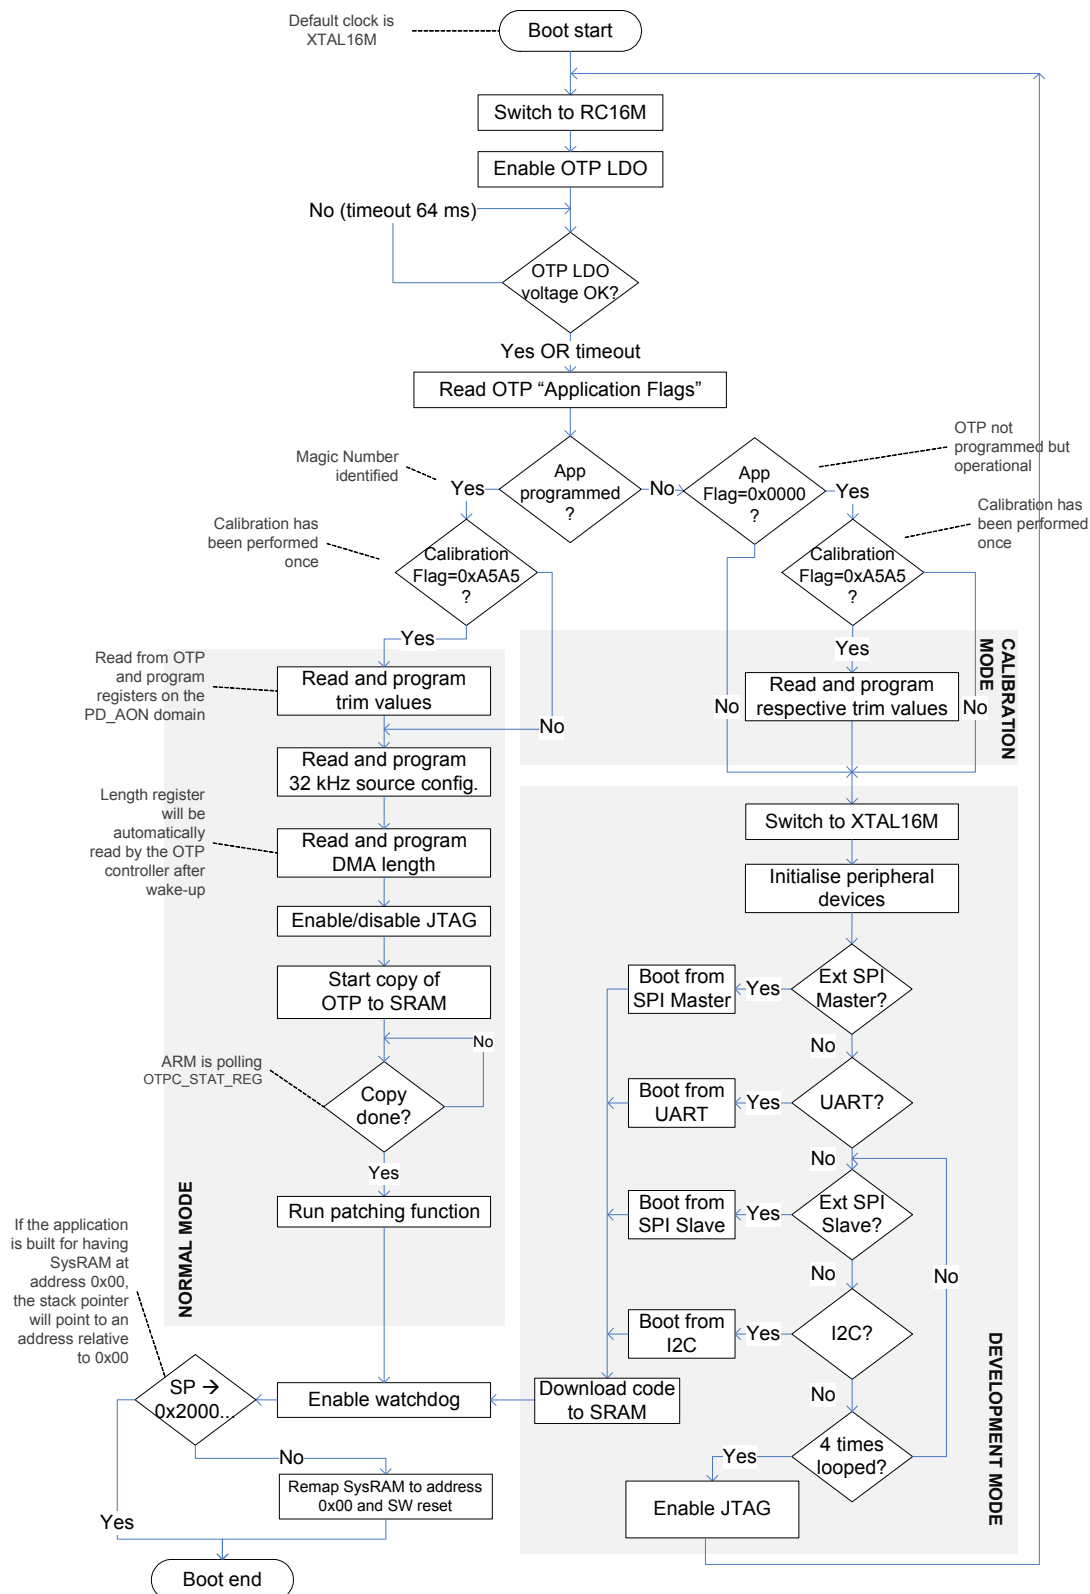 Default clock is
XTAL16M
Boot start
Switch to RC16M
Enable OTP LDO
No (timeout 64 ms)
OTP LDO
voltage OK?
Yes OR timeout
Read OTP “Application Flags”
Magic Number
identified
Yes
App
programmed
?
No
App
Flag=0x0000
?
Yes
OTP not
programmed but
operational
Calibration has
been performed
once
Calibration
Flag=0xA5A5
?
Calibration
Flag=0xA5A5
?
Calibration has
been performed
once
Yes
Yes
CALIBRATION
MODE
Read from OTP
and program
registers on the
PD_AON domain
Read and program
trim values
No
No
Read and program
respective trim values
No
Read and program
32 kHz source config.
Length register
will be
automatically
read by the OTP
controller after
wake-up
Read and program
DMA length
Enable/disable JTAG
Start copy of
OTP to SRAM
No
ARM is polling
OTPC_STAT_REG
Copy
done?
Yes
Run patching function
NORMAL MODE
Switch to XTAL16M
Initialise peripheral
devices
Boot from
SPI Master
Yes
Ext SPI
Master?
No
Boot from
UART
Yes
UART?
No
Boot from
SPI Slave
Yes
Ext SPI
Slave?
No
No
Boot from
I2C
Yes
I2C?
No
Download code
to SRAM
4 times
looped?
Yes
Enable JTAG
DEVELOPMENT MODE
If the application
is built for having
SysRAM at
address 0x00,
the stack pointer
will point to an
address relative
to 0x00
SP →
0x2000...
Enable watchdog
No
Remap SysRAM to address
0x00 and SW reset
Yes
Boot end